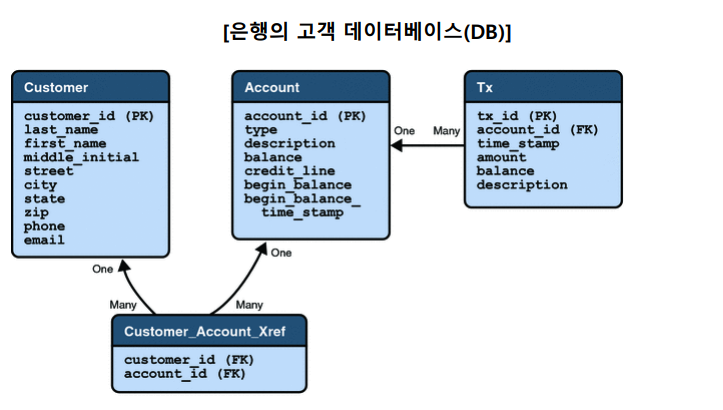 [은행의 고객 데이터베이스(DB)]
Customer
customer_id (PK)
last_name
first_name
middle_initial
street
city
state
zip
phone
email
Account
account_id (PK)
type
description
balance
credit_line
begin_balance
begin_balance_
time_stamp
Tx
tx_id (PK)
account_id (FK)
time_stamp
amount
balance
description
One
Many
One
One
Many
Many
Customer_Account_Xref
customer_id (FK)
account_id (FK)